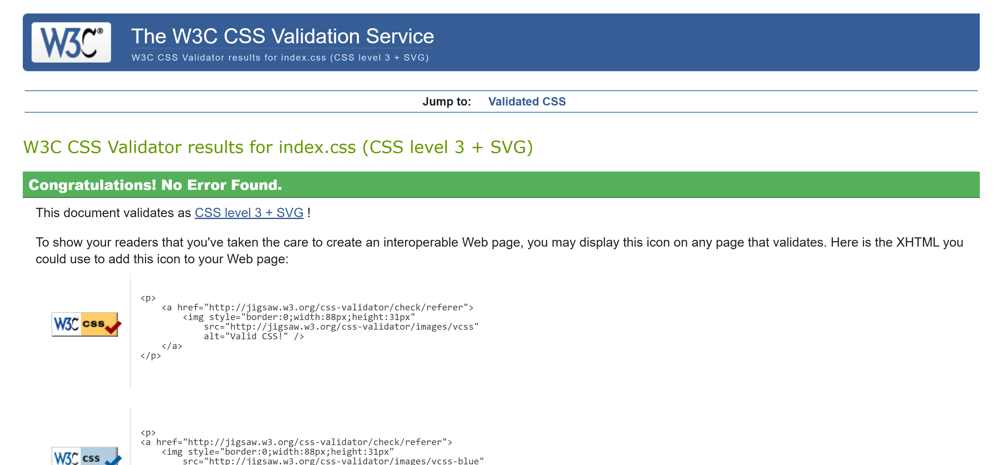 W3C®
The W3C CSS Validation Service
W3C CSS Validator results for index.css (CSS level 3 + SVG)
Jump to: Validated CSS
W3C CSS Validator results for index.css (CSS level 3 + SVG)
Congratulations! No Error Found.
This document validates as CSS level 3 + SVG !
To show your readers that you've taken the care to create an interoperable Web page, you may display this icon on any page that validates. Here is the XHTML you
could use to add this icon to your Web page:
W3C css
<p>
    <a href="http://jigsaw.w3.org/css-validator/check/referer">
        <img style="border:0;width:88px;height:31px"
            src="http://jigsaw.w3.org/css-validator/images/vcss"
            alt="Valid CSS!" />
    </a>
</p>
W3C css
<p>
<a href="http://jigsaw.w3.org/css-validator/check/referer">
    <img style="border:0;width:88px;height:31px"
        src="http://jigsaw.w3.org/css-validator/images/vcss-blue"